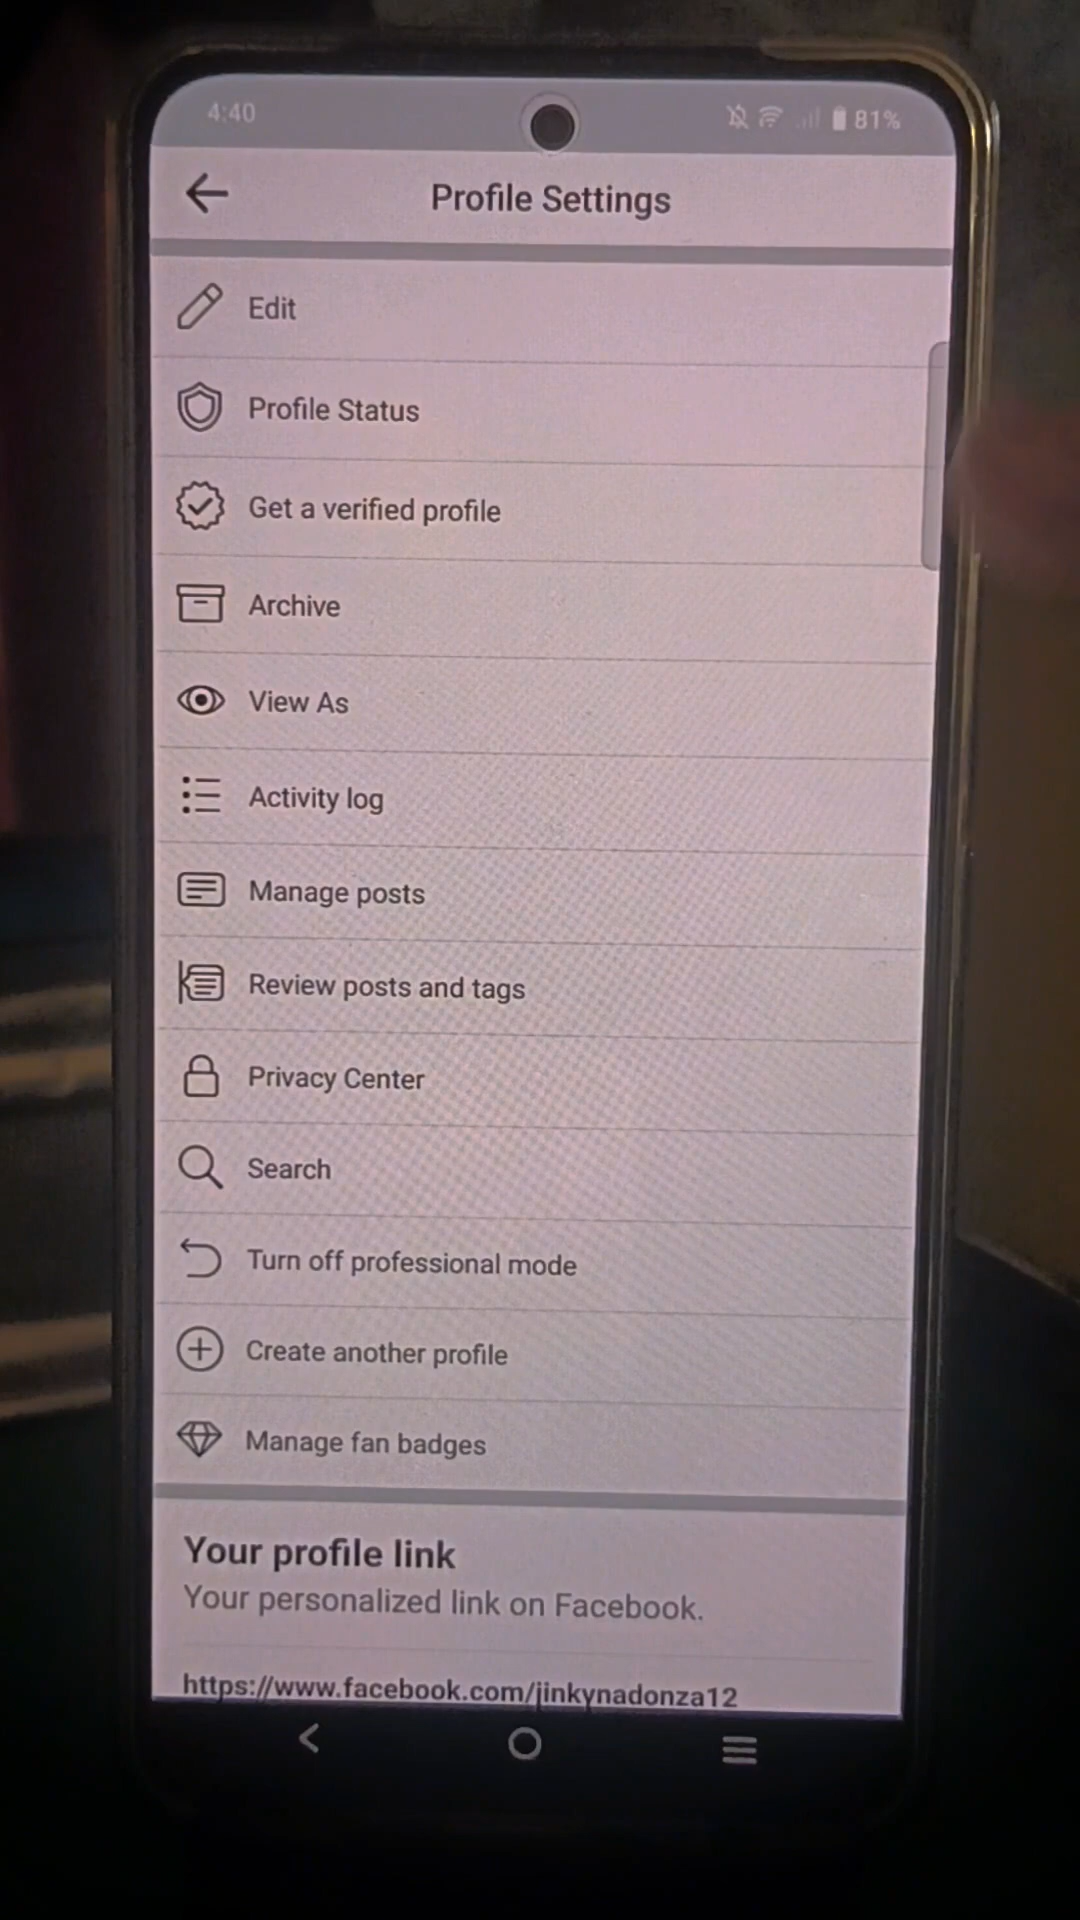 4:40
81%
Profile Settings
Edit
Profile Status
Get a verified profile
Archive
View As
Activity log
Manage posts
Review posts and tags
Privacy Center
Search
Turn off professional mode
Create another profile
Manage fan badges
Your profile link
Your personalized link on Facebook.
https://www.facebook.com/jinkynadonza12